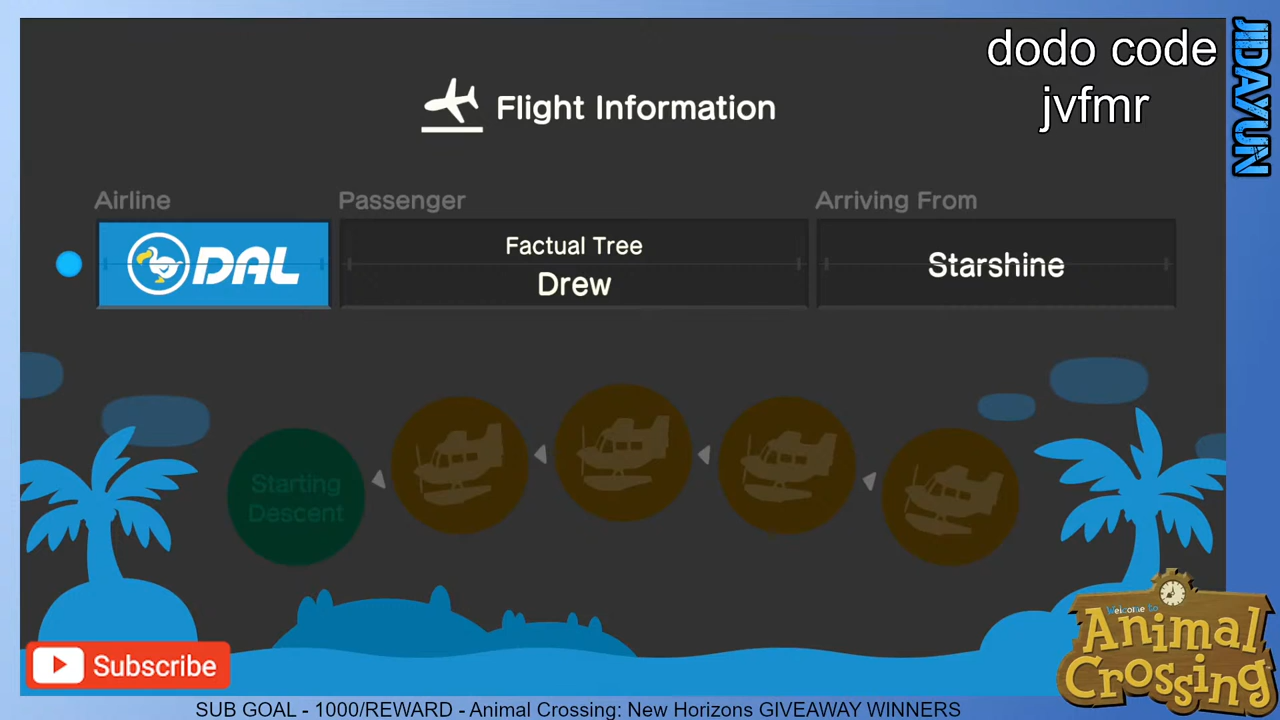 dodo code
jvfmr
JIDAVUN
Flight Information
Airline
Passenger
Arriving From
DAL
Factual Tree
Drew
Starshine
Starting
Descent
Subscribe
Welcome to
Animal
Crossing
SUB GOAL - 1000/REWARD - Animal Crossing: New Horizons GIVEAWAY WINNERS